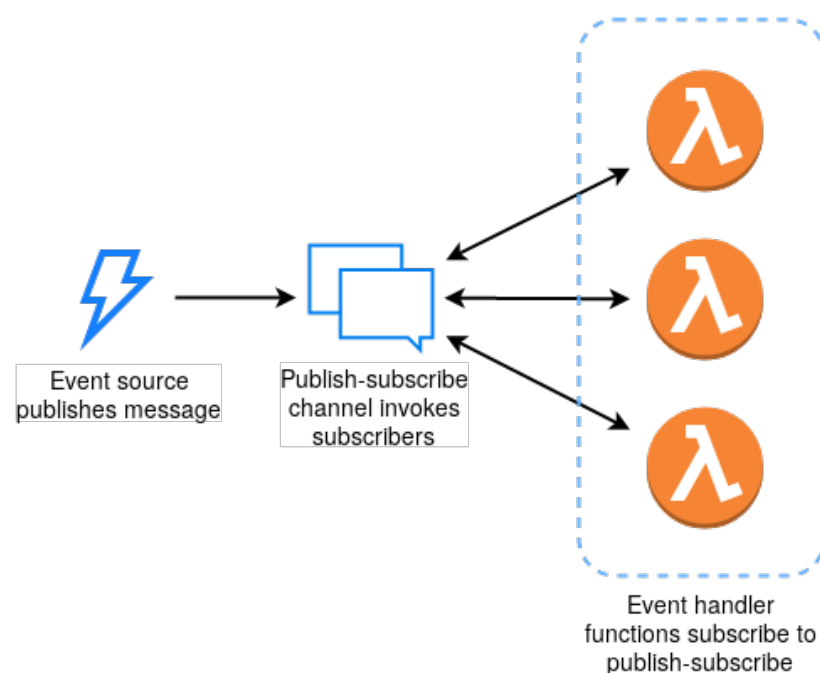 Event source
publishes message
Publish-subscribe
channel invokes
subscribers
λ
λ
λ
Event handler
functions subscribe to
publish-subscribe